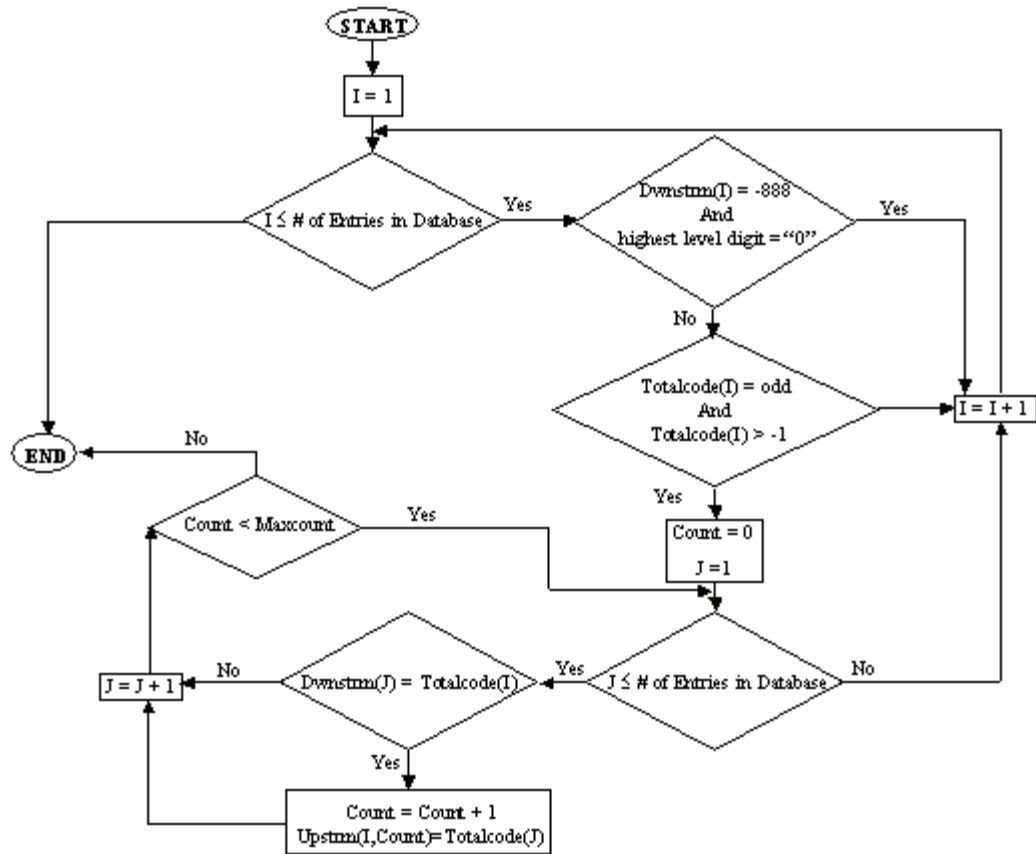 START
I = 1
I ≤ # of Entries in Database
Yes
Dwnstrm(I) = -888
And
highest level digit = “0”
Yes
No
Totalcode(I) = odd
And
Totalcode(I) > -1
I = I + 1
No
END
Yes
Count < Maxcount
Yes
Count = 0
J = 1
J = J + 1
No
Dwnstrm(J) = Totalcode(I)
Yes
J ≤ # of Entries in Database
No
Yes
Count = Count + 1
Upstrm(I,Count)=Totalcode(J)